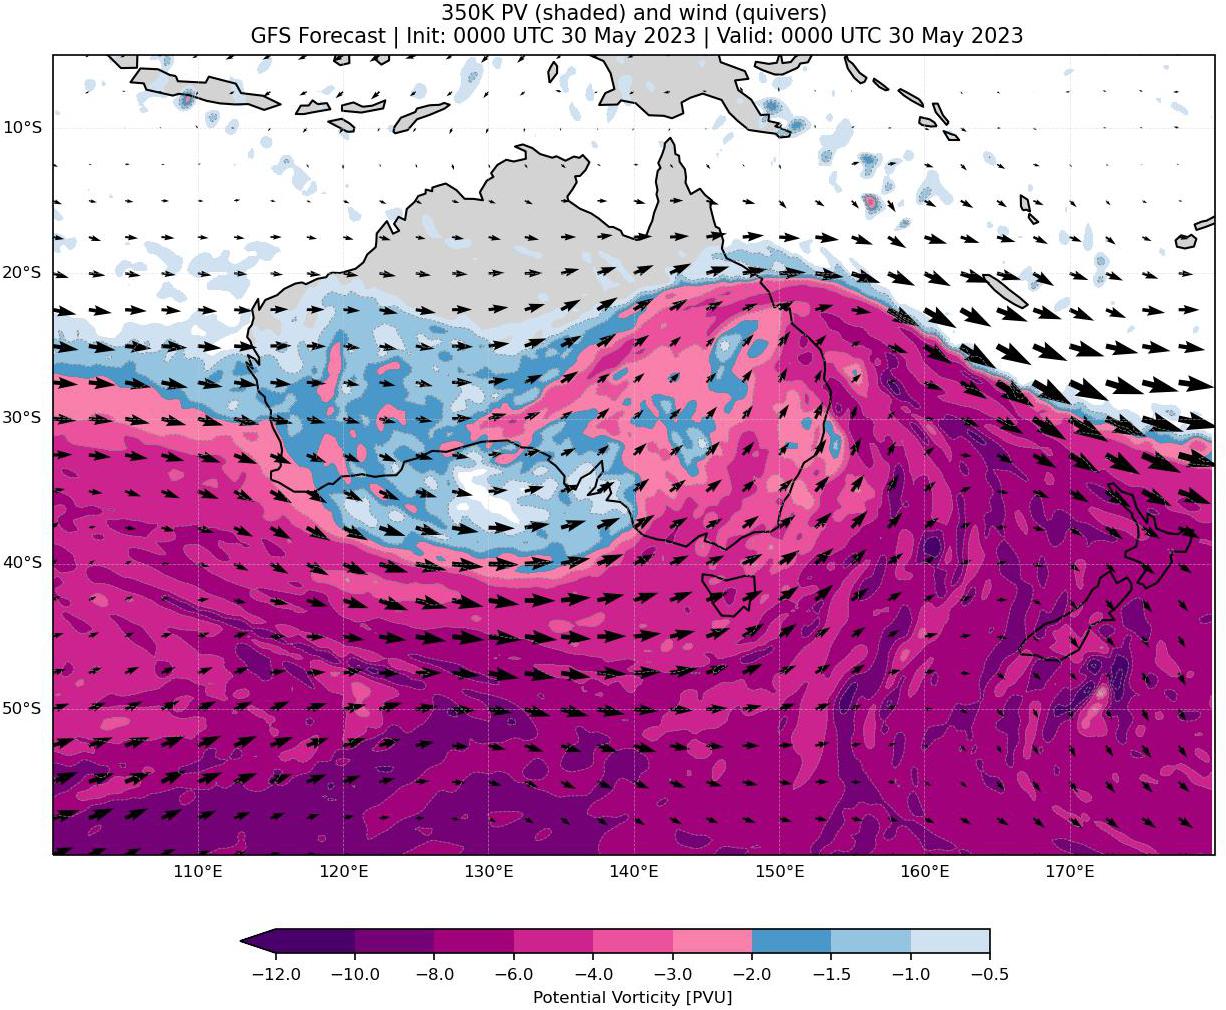 350K PV (shaded) and wind (quivers)
GFS Forecast | Init: 0000 UTC 30 May 2023 | Valid: 0000 UTC 30 May 2023
10°S
20°S
30°S
40°S
50°S
110°E 120°E 130°E 140°E 150°E 160°E 170°E
−12.0 −10.0 −8.0 −6.0 −4.0 −3.0 −2.0 −1.5 −1.0 −0.5
Potential Vorticity [PVU]